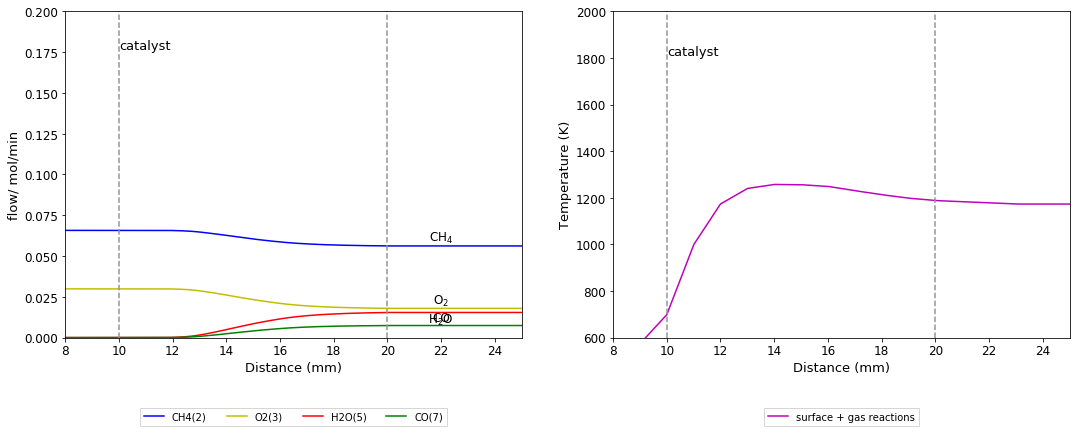 0.200
0.175
0.150
0.125
0.100
0.075
0.050
0.025
0.000
flow/ mol/min
catalyst
CH₄
O₂
CO
H₂O
8 10 12 14 16 18 20 22 24
Distance (mm)
CH4(2) O2(3) H2O(5) CO(7)
2000
1800
1600
1400
1200
1000
800
600
Temperature (K)
catalyst
8 10 12 14 16 18 20 22 24
Distance (mm)
surface + gas reactions